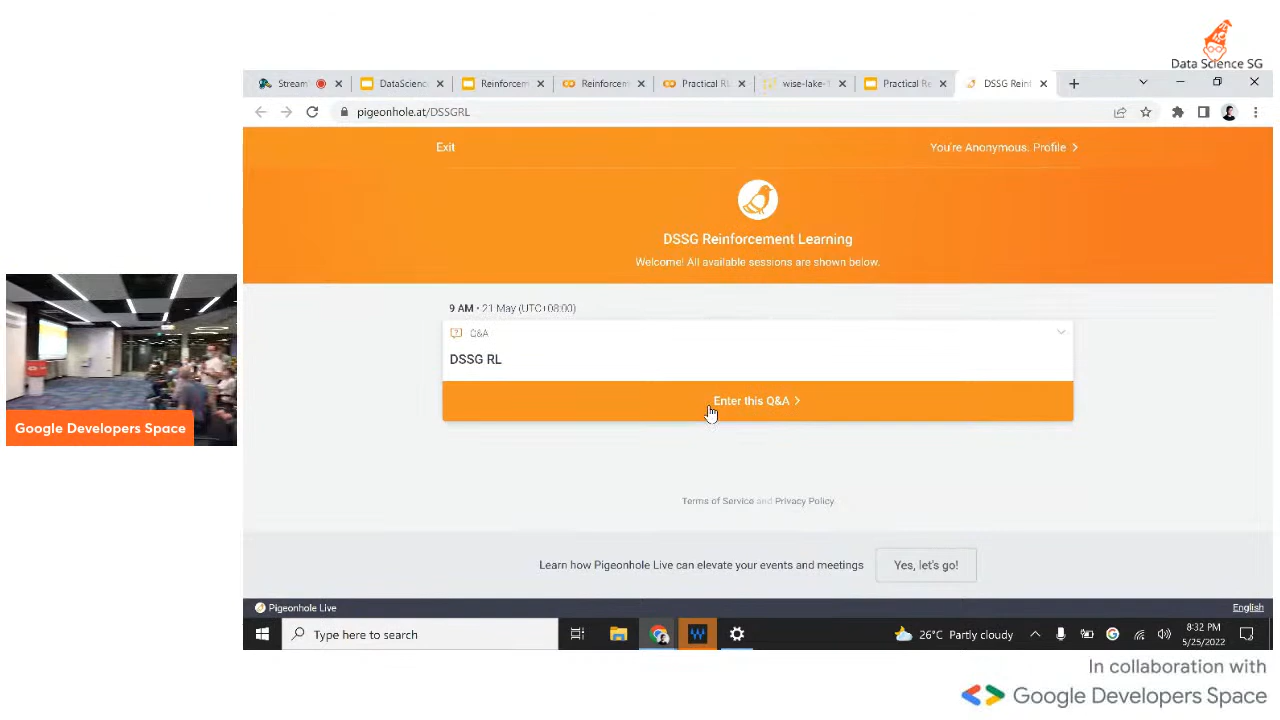 Data Science SG
Stream
DataScienc
Reinforcem
Reinforcem
Practical RL
wise-lake-1
Practical Re
DSSG Reinf
pigeonhole.at/DSSGRL
Exit
You're Anonymous. Profile
DSSG Reinforcement Learning
Welcome! All available sessions are shown below.
9 AM • 21 May (UTC+08:00)
Q&A
DSSG RL
Enter this Q&A
Google Developers Space
Terms of Service and Privacy Policy
Learn how Pigeonhole Live can elevate your events and meetings
Yes, let's go!
Pigeonhole Live
English
Type here to search
26°C Partly cloudy
8:32 PM
5/25/2022
In collaboration with
Google Developers Space